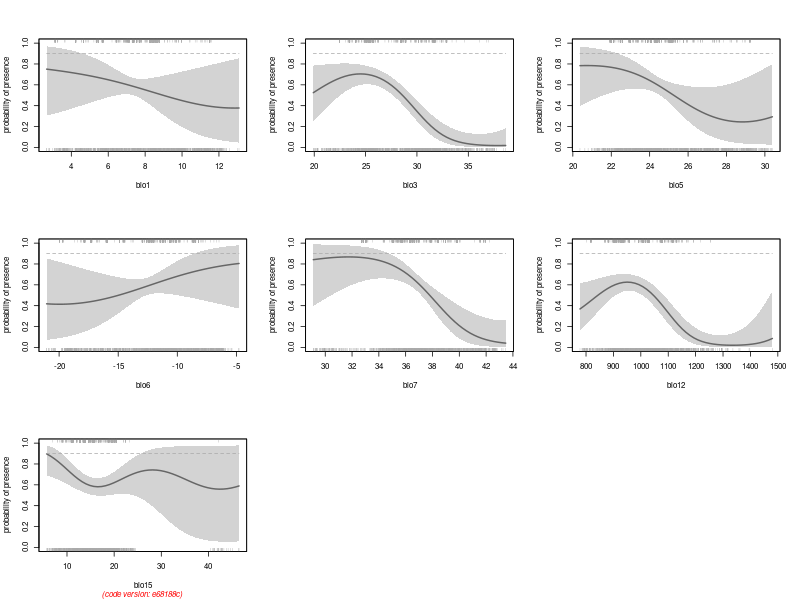 probability of presence
0.0 0.2 0.4 0.6 0.8 1.0
4 6 8 10 12
bio1
probability of presence
0.0 0.2 0.4 0.6 0.8 1.0
20 25 30 35
bio3
probability of presence
0.0 0.2 0.4 0.6 0.8 1.0
20 22 24 26 28 30
bio5
probability of presence
0.0 0.2 0.4 0.6 0.8 1.0
-20 -15 -10 -5
bio6
probability of presence
0.0 0.2 0.4 0.6 0.8 1.0
30 32 34 36 38 40 42 44
bio7
probability of presence
0.0 0.2 0.4 0.6 0.8 1.0
800 900 1000 1100 1200 1300 1400 1500
bio12
probability of presence
0.0 0.2 0.4 0.6 0.8 1.0
10 20 30 40
bio15
(code version: e68188c)